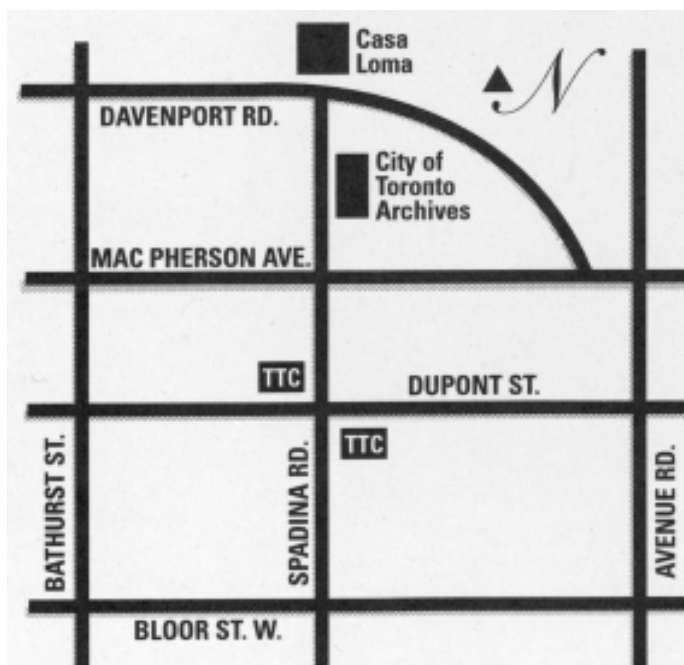 Casa
Loma
N
DAVENPORT RD.
City of
Toronto
Archives
MAC PHERSON AVE.
TTC
DUPONT ST.
TTC
BATHURST ST.
SPADINA RD.
AVENUE RD.
BLOOR ST. W.